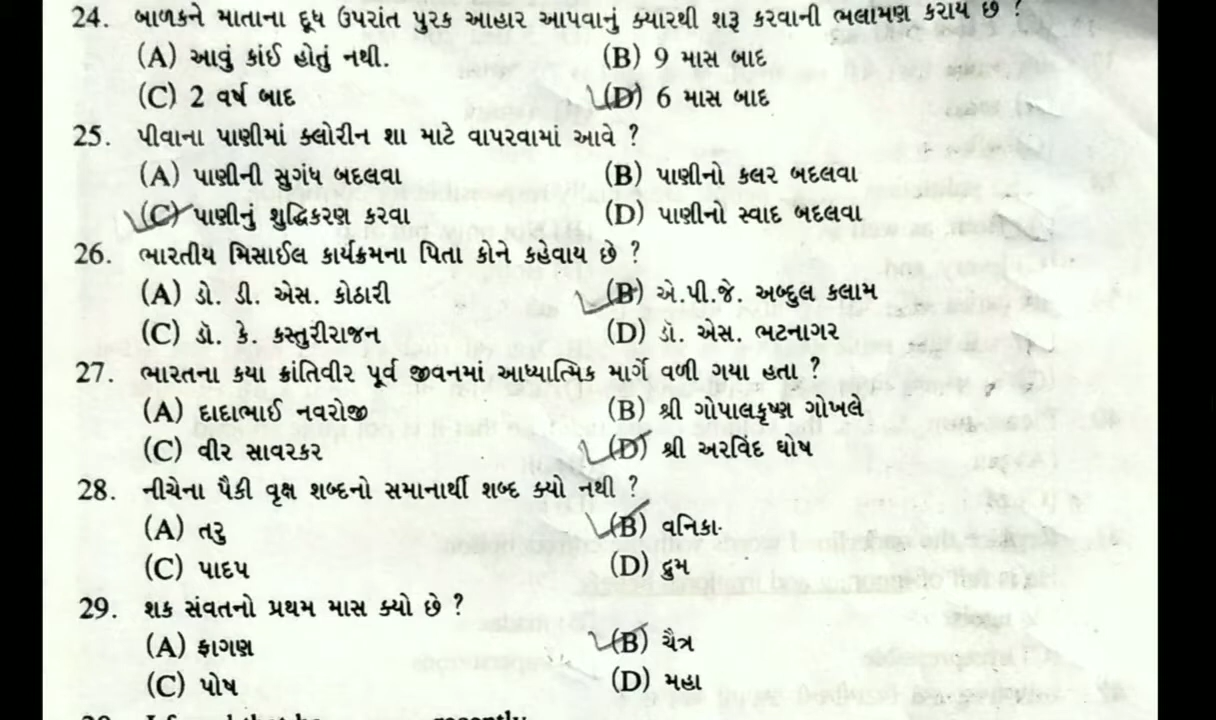 24. બાળકને માતાના દૂધ ઉપરાંત પુરક આહાર આપવાનું ક્યારથી શરૂ કરવાની ભલામણ કરાય છે ?
(A) આવું કાંઈ હોતું નથી. (B) 9 માસ બાદ
(C) 2 વર્ષ બાદ (D) 6 માસ બાદ
25. પીવાના પાણીમાં ક્લોરીન શા માટે વાપરવામાં આવે ?
(A) પાણીની સુગંધ બદલવા (B) પાણીનો કલર બદલવા
(C) પાણીનું શુદ્ધિકરણ કરવા (D) પાણીનો સ્વાદ બદલવા
26. ભારતીય મિસાઈલ કાર્યક્રમના પિતા કોને કહેવાય છે ?
(A) ડો. ડી. એસ. કોઠારી (B) એ.પી.જે. અબ્દુલ કલામ
(C) ડૉ. કે. કસ્તુરીરાજન (D) ડૉ. એસ. ભટનાગર
27. ભારતના કયા ક્રાંતિવીર પૂર્વ જીવનમાં આધ્યાત્મિક માર્ગે વળી ગયા હતા ?
(A) દાદાભાઈ નવરોજી (B) શ્રી ગોપાલકૃષ્ણ ગોખલે
(C) વીર સાવરકર (D) શ્રી અરવિંદ ઘોષ
28. નીચેના પૈકી વૃક્ષ શબ્દનો સમાનાર્થી શબ્દ ક્યો નથી ?
(A) તરુ (B) વનિકા
(C) પાદપ (D) દ્રુમ
29. શક સંવતનો પ્રથમ માસ ક્યો છે ?
(A) ફાગણ (B) ચૈત્ર
(C) પોષ (D) મહા